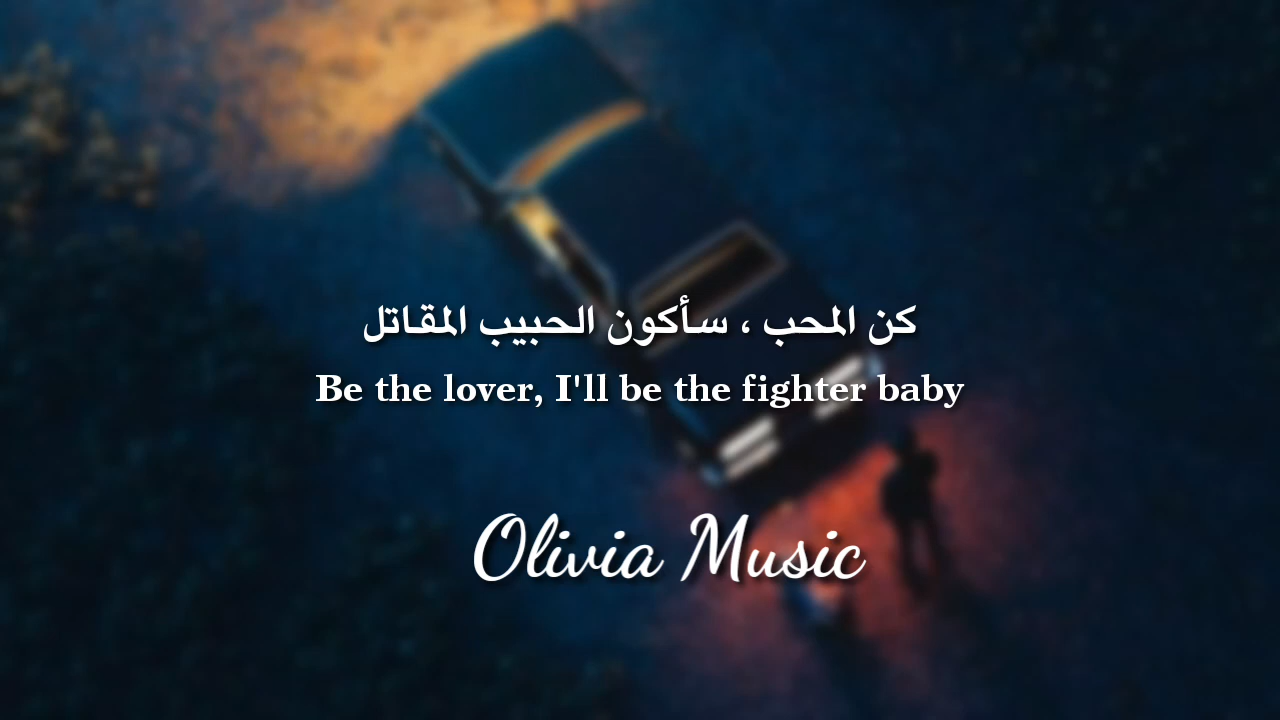 كن المحب ، سأكون الحبيب المقاتل
Be the lover, I'll be the fighter baby
Olivia Music